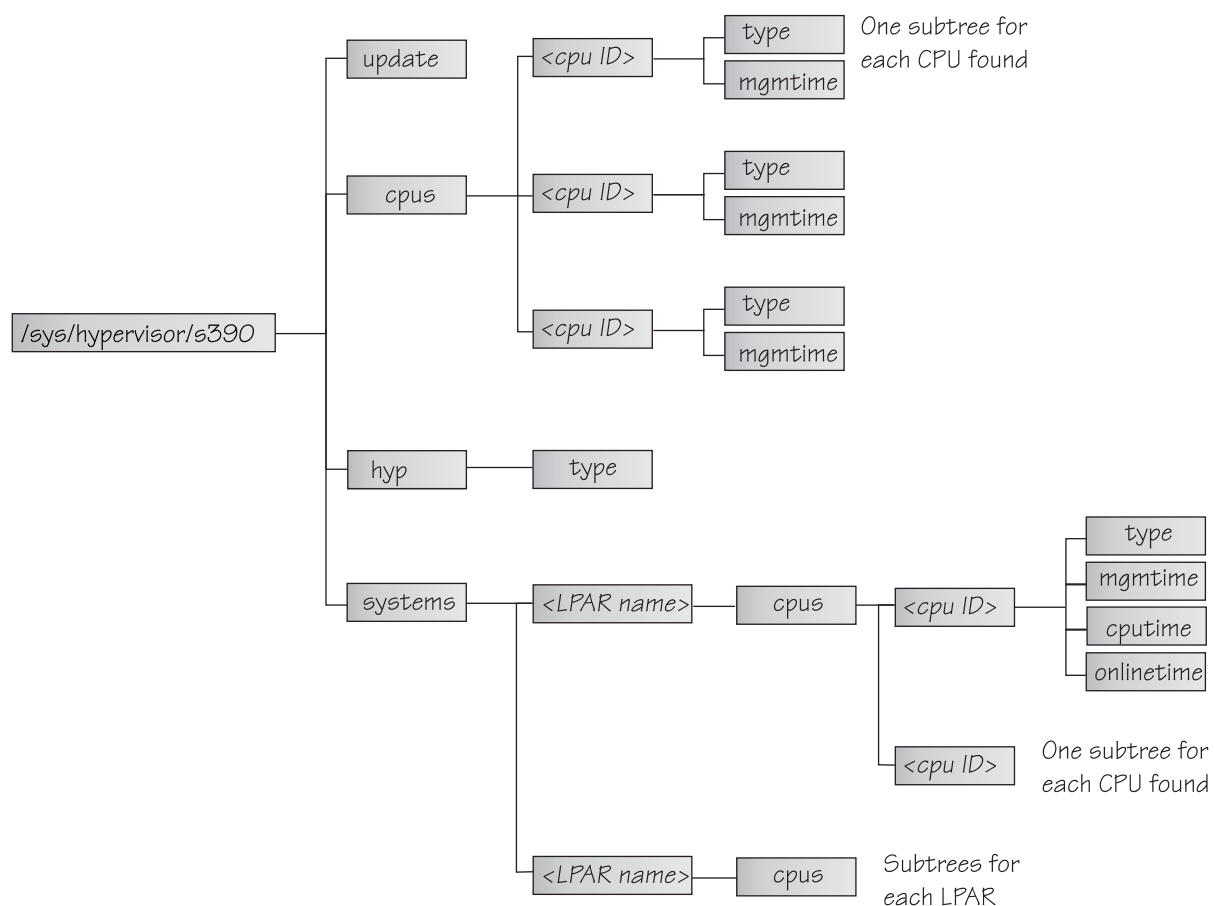 update
<cpu ID>
type
mgmtime
One subtree for
each CPU found
cpus
<cpu ID>
type
mgmtime
<cpu ID>
type
mgmtime
/sys/hypervisor/s390
hyp
type
systems
<LPAR name>
cpus
<cpu ID>
type
mgmtime
cputime
onlinetime
<cpu ID>
One subtree for
each CPU found
<LPAR name>
cpus
Subtrees for
each LPAR